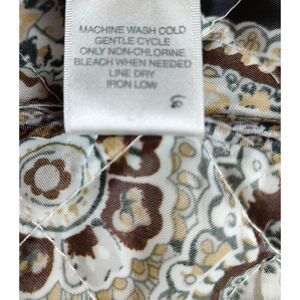 MACHINE WASH COLD
GENTLE CYCLE
ONLY NON-CHLORINE
BLEACH WHEN NEEDED
LINE DRY
IRON LOW